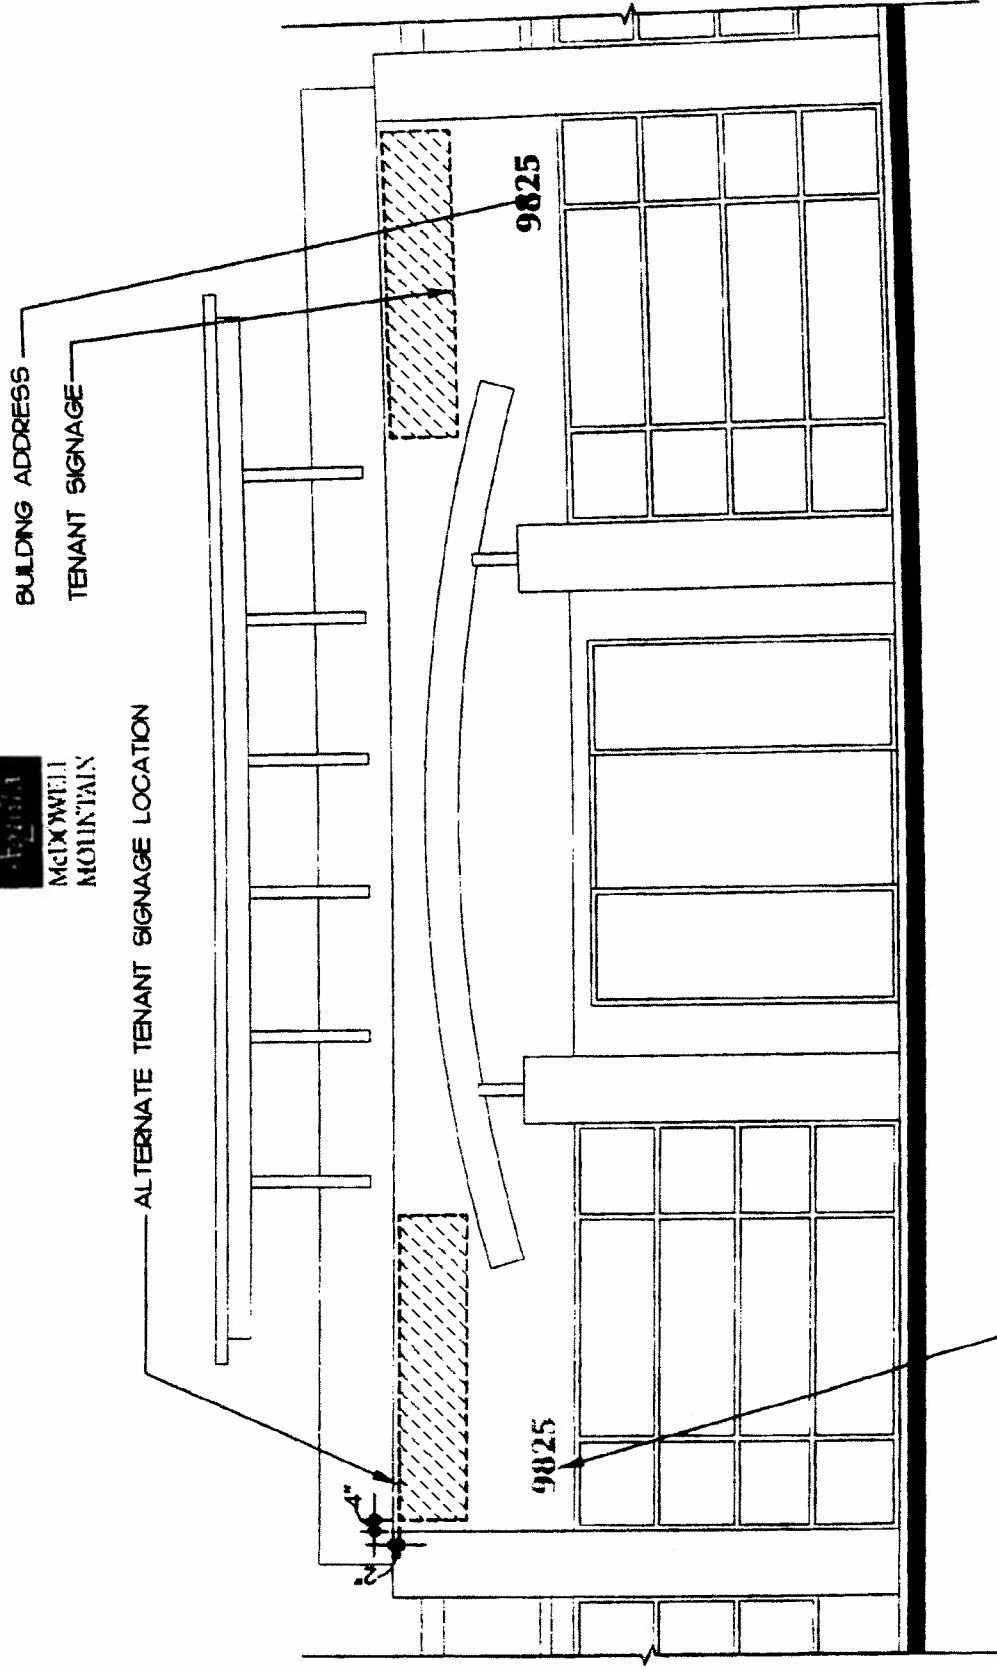 McDOWELL
MOUNTAIN
BUILDING ADDRESS
TENANT SIGNAGE
ALTERNATE TENANT SIGNAGE LOCATION
4"
2"
9825
9825